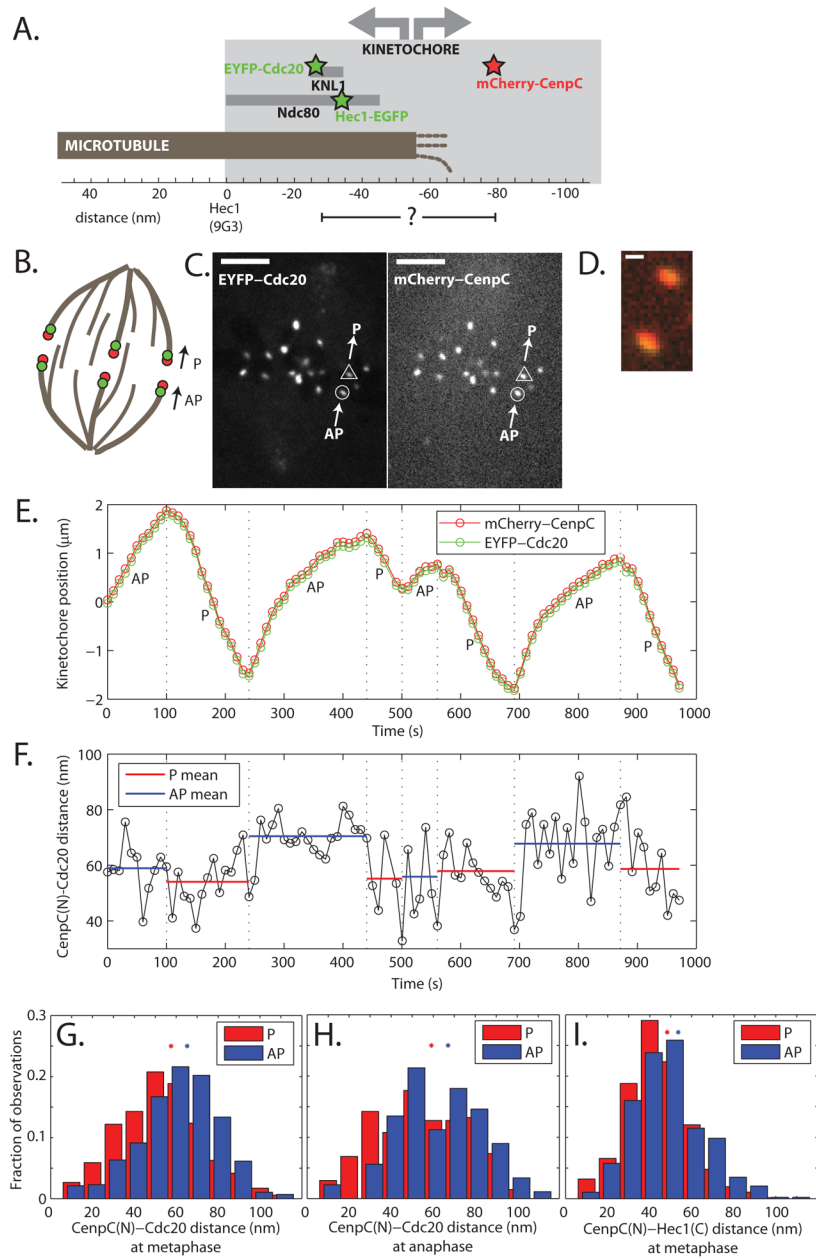 A.
KINETOCHORE
EYFP-Cdc20
KNL1
mCherry-CenpC
Ndc80
Hec1-EGFP
MICROTUBULE
40 20 0 -20 -40 -60 -80 -100
distance (nm)
Hec1
(9G3)
?
B.
P
AP
C.
EYFP–Cdc20
P
AP
mCherry–CenpC
P
AP
D.
E.
Kinetochore position (μm)
2
1
0
−1
−2
mCherry–CenpC
EYFP–Cdc20
AP
P
AP
P
AP
P
AP
P
0 100 200 300 400 500 600 700 800 900 1000
Time (s)
F.
CenpC(N)-Cdc20 distance (nm)
100
80
60
40
P mean
AP mean
0 100 200 300 400 500 600 700 800 900 1000
Time (s)
Fraction of observations
0.3
0.2
0.1
0
G.
P
AP
0 20 40 60 80 100
CenpC(N)−Cdc20 distance (nm)
at metaphase
H.
P
AP
0 20 40 60 80 100
CenpC(N)−Cdc20 distance (nm)
at anaphase
I.
P
AP
0 20 40 60 80 100
CenpC(N)−Hec1(C) distance (nm)
at metaphase